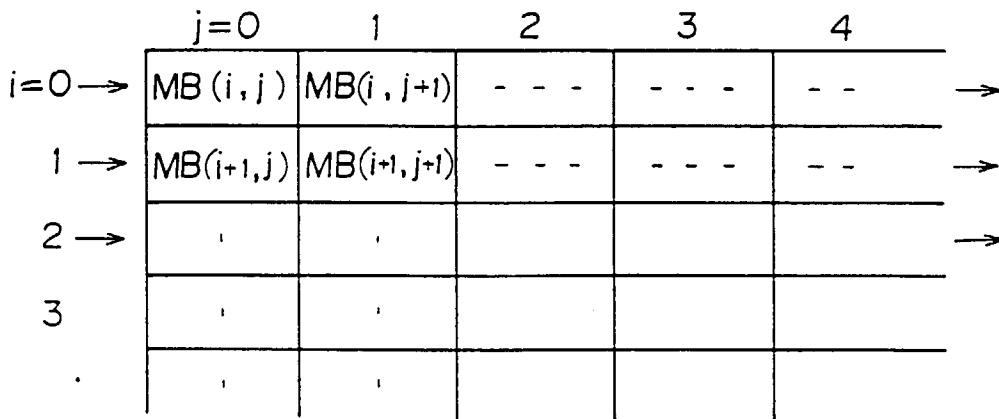 j=0 1 2 3 4
i=0 → MB(i,j) MB(i,j+1) - - - - - - - - →
1 → MB(i+1,j) MB(i+1,j+1) - - - - - - - - →
2 → →
3